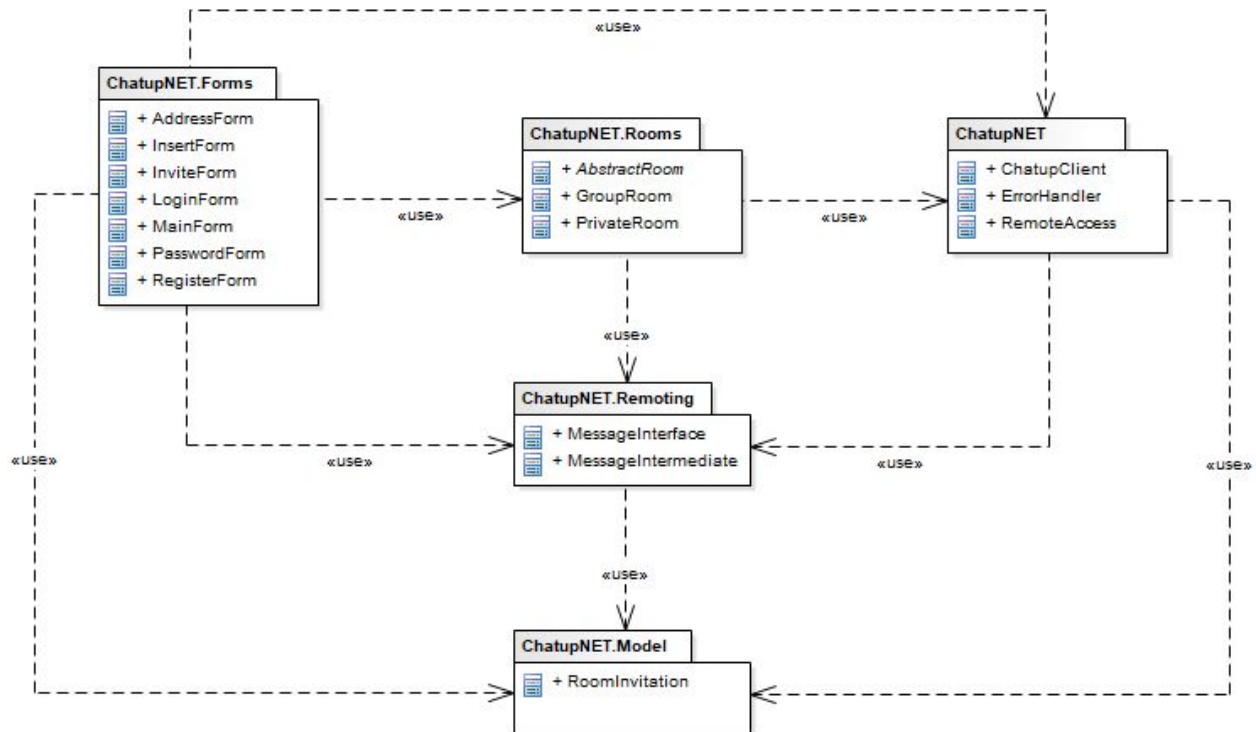 «use»
ChatupNET.Forms
+ AddressForm
+ InsertForm
+ InviteForm
+ LoginForm
+ MainForm
+ PasswordForm
+ RegisterForm
«use»
ChatupNET.Rooms
+ AbstractRoom
+ GroupRoom
+ PrivateRoom
«use»
ChatupNET
+ ChatupClient
+ ErrorHandler
+ RemoteAccess
«use»
ChatupNET.Remoting
+ MessageInterface
+ MessageIntermediate
«use»
«use»
«use»
«use»
«use»
ChatupNET.Model
+ RoomInvitation